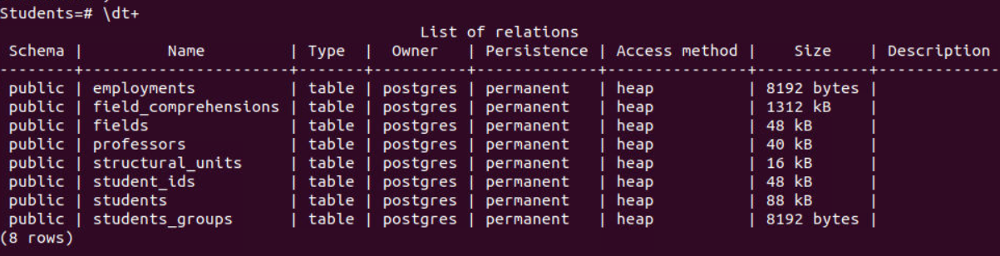 Students=# \dt+
List of relations
Schema | Name | Type | Owner | Persistence | Access method | Size | Description
--------+----------------------+-------+----------+-------------+---------------+------------+-------------
public | employments | table | postgres | permanent | heap | 8192 bytes |
public | field_comprehensions | table | postgres | permanent | heap | 1312 kB |
public | fields | table | postgres | permanent | heap | 48 kB |
public | professors | table | postgres | permanent | heap | 40 kB |
public | structural_units | table | postgres | permanent | heap | 16 kB |
public | student_ids | table | postgres | permanent | heap | 48 kB |
public | students | table | postgres | permanent | heap | 88 kB |
public | students_groups | table | postgres | permanent | heap | 8192 bytes |
(8 rows)